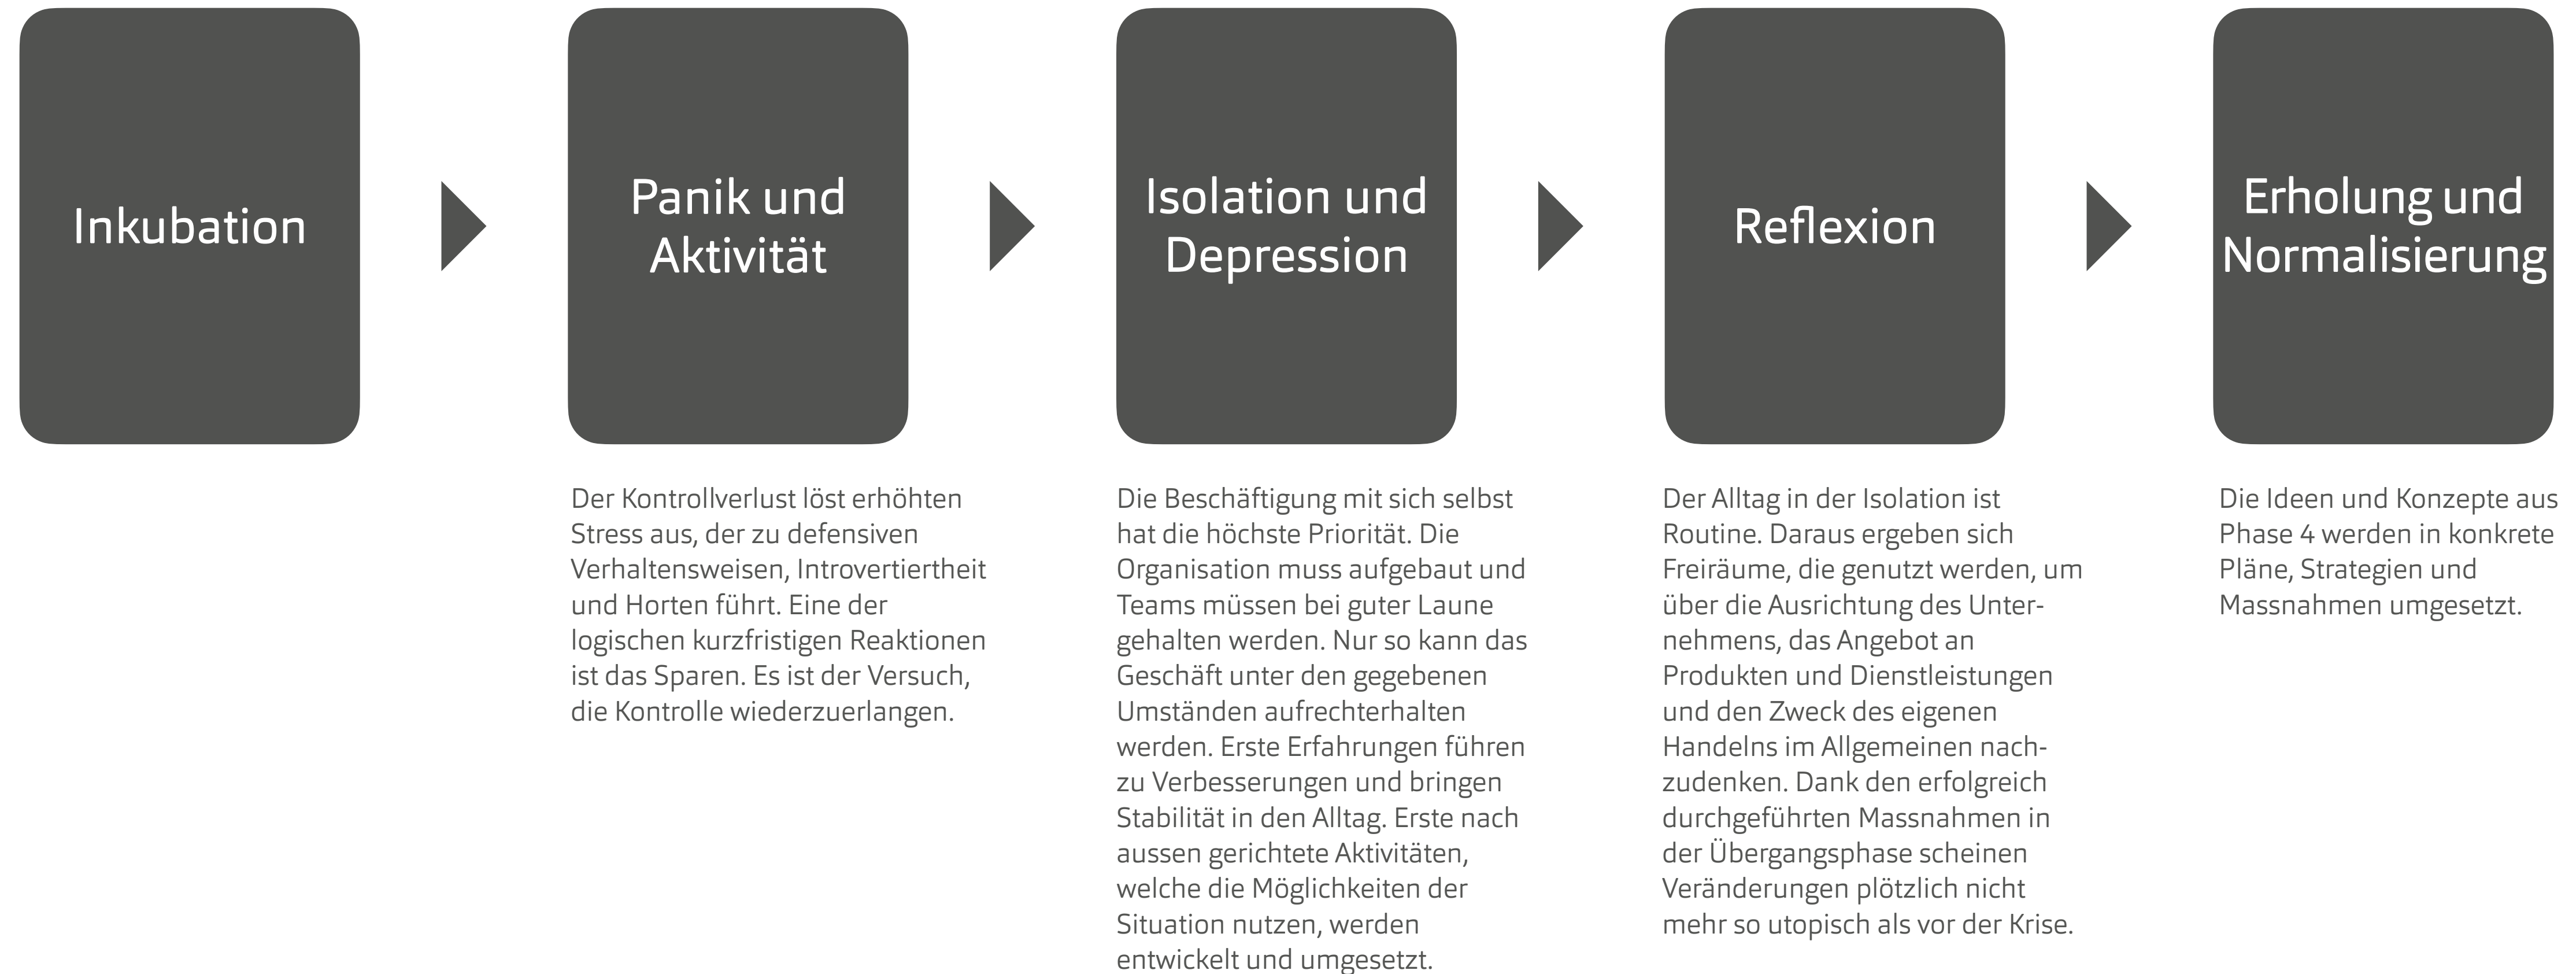 Inkubation
Panik und
Aktivität
Isolation und
Depression
Reflexion
Erholung und
Normalisierung
Der Kontrollverlust löst erhöhten
Stress aus, der zu defensiven
Verhaltensweisen, Introvertiertheit
und Horten führt. Eine der
logischen kurzfristigen Reaktionen
ist das Sparen. Es ist der Versuch,
die Kontrolle wiederzuerlangen.
Die Beschäftigung mit sich selbst
hat die höchste Priorität. Die
Organisation muss aufgebaut und
Teams müssen bei guter Laune
gehalten werden. Nur so kann das
Geschäft unter den gegebenen
Umständen aufrechterhalten
werden. Erste Erfahrungen führen
zu Verbesserungen und bringen
Stabilität in den Alltag. Erste nach
aussen gerichtete Aktivitäten,
welche die Möglichkeiten der
Situation nutzen, werden
entwickelt und umgesetzt.
Der Alltag in der Isolation ist
Routine. Daraus ergeben sich
Freiräume, die genutzt werden, um
über die Ausrichtung des Unter-
nehmens, das Angebot an
Produkten und Dienstleistungen
und den Zweck des eigenen
Handelns im Allgemeinen nach-
zudenken. Dank den erfolgreich
durchgeführten Massnahmen in
der Übergangsphase scheinen
Veränderungen plötzlich nicht
mehr so utopisch als vor der Krise.
Die Ideen und Konzepte aus
Phase 4 werden in konkrete
Pläne, Strategien und
Massnahmen umgesetzt.